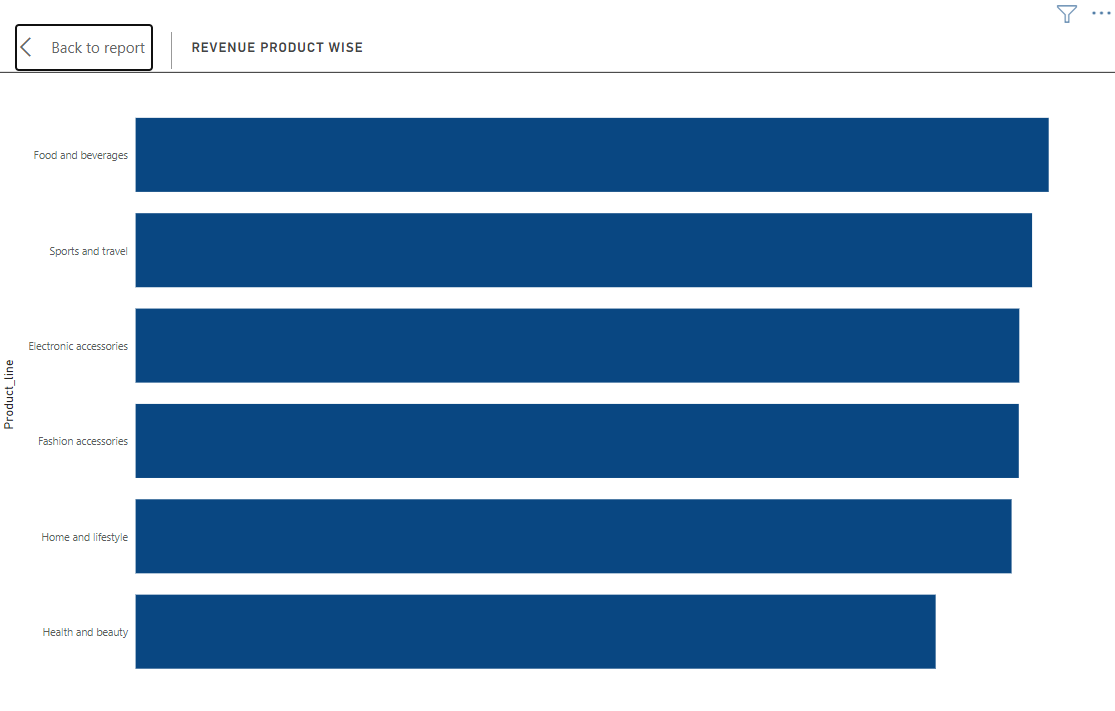 Back to report
REVENUE PRODUCT WISE
Food and beverages
Sports and travel
Electronic accessories
Product_line
Fashion accessories
Home and lifestyle
Health and beauty